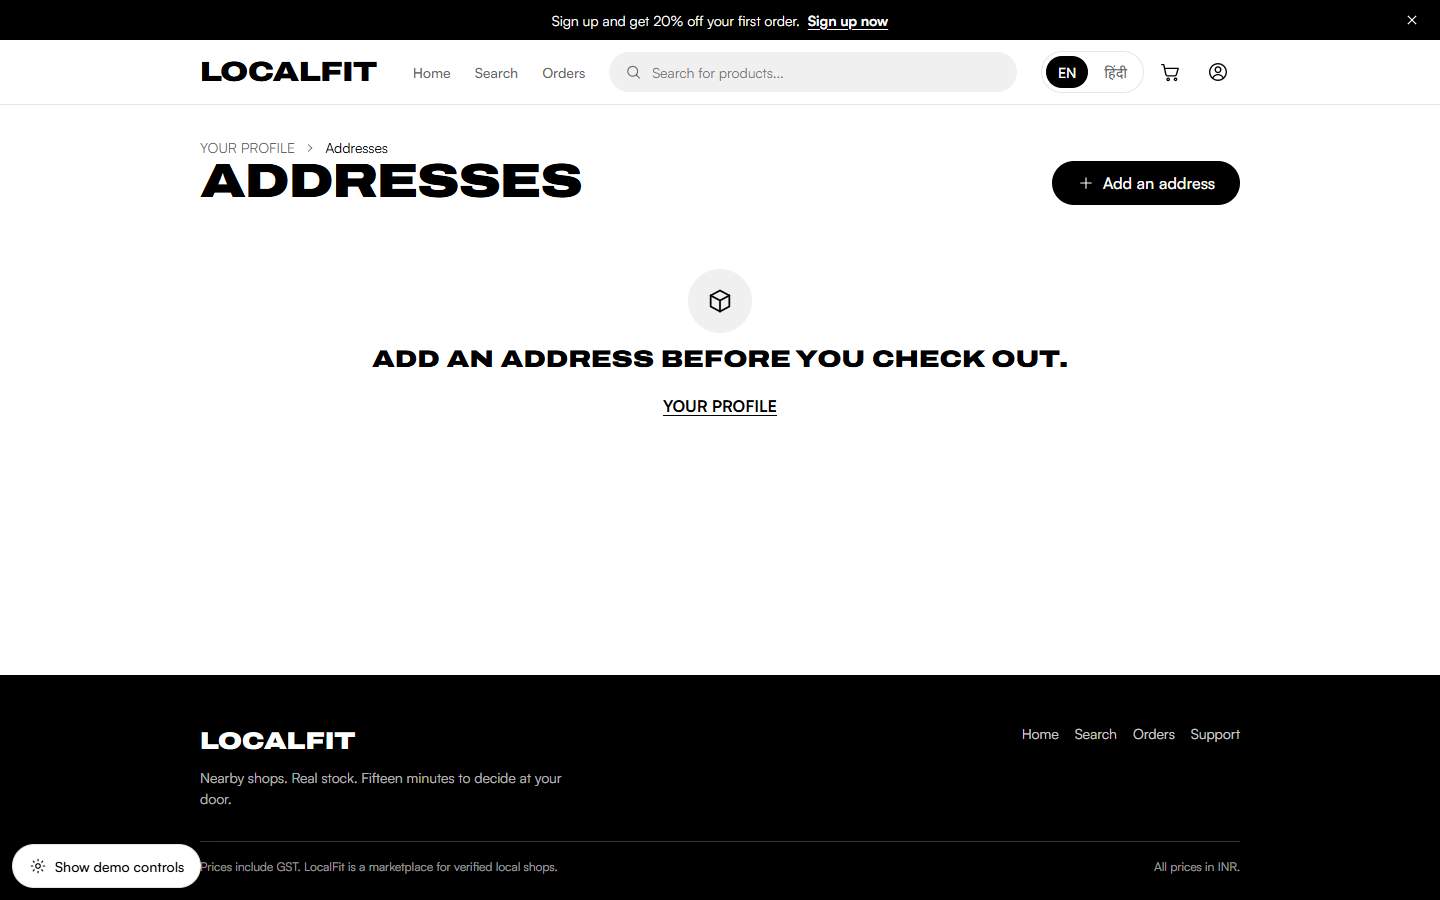 Sign up and get 20% off your first order. Sign up now
LOCALFIT
Home
Search
Orders
Search for products...
EN
हिंदी
YOUR PROFILE
Addresses
ADDRESSES
Add an address
ADD AN ADDRESS BEFORE YOU CHECK OUT.
YOUR PROFILE
LOCALFIT
Nearby shops. Real stock. Fifteen minutes to decide at your
door.
Home
Search
Orders
Support
Show demo controls
Prices include GST. LocalFit is a marketplace for verified local shops.
All prices in INR.